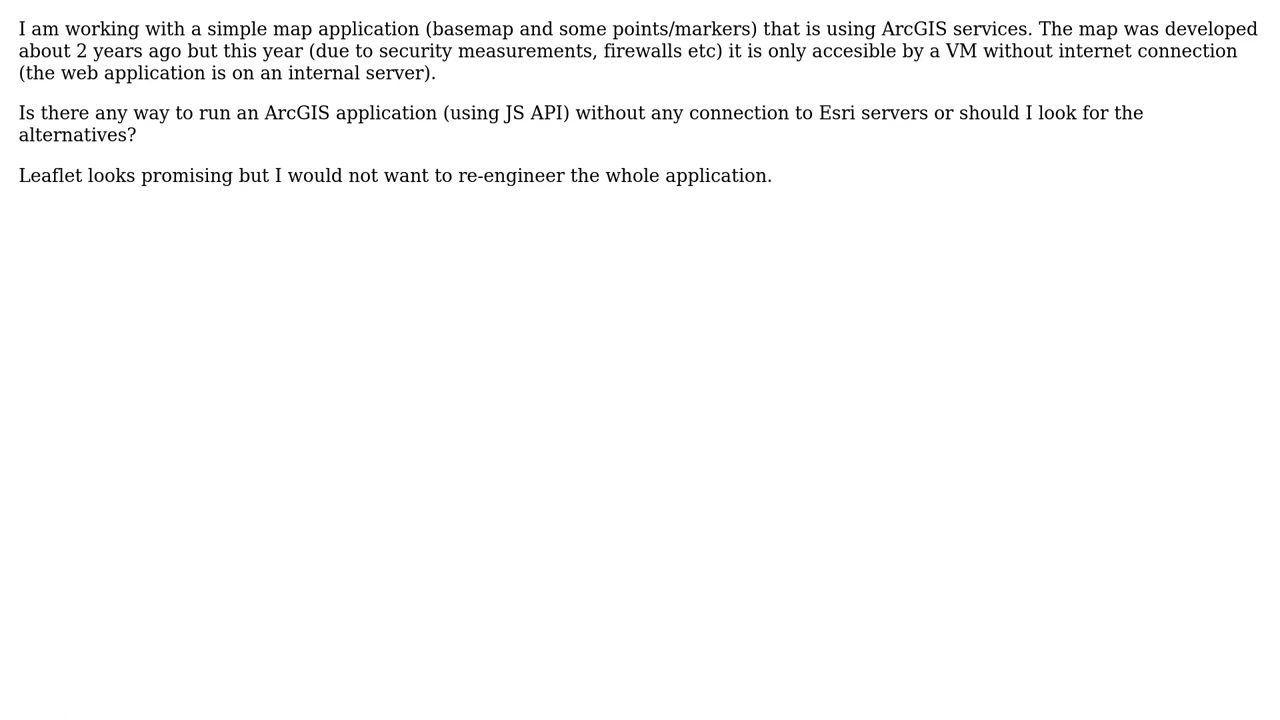 I am working with a simple map application (basemap and some points/markers) that is using ArcGIS services. The map was developed
about 2 years ago but this year (due to security measurements, firewalls etc) it is only accesible by a VM without internet connection
(the web application is on an internal server).
Is there any way to run an ArcGIS application (using JS API) without any connection to Esri servers or should I look for the
alternatives?
Leaflet looks promising but I would not want to re-engineer the whole application.